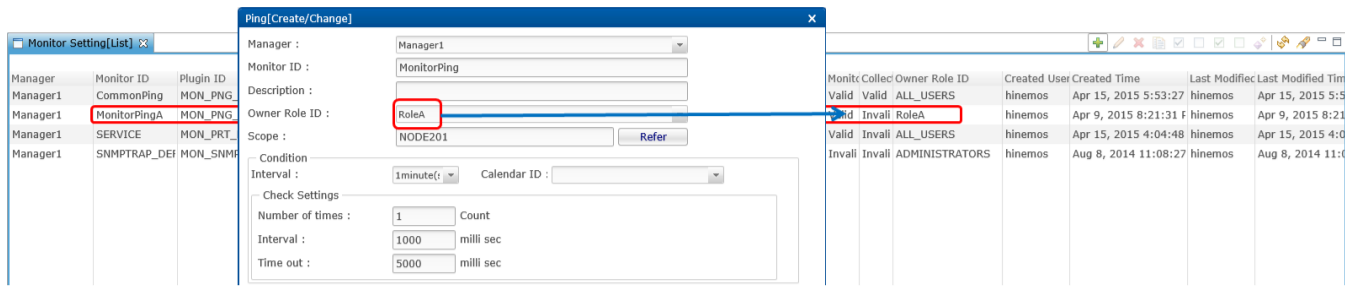 Ping[Create/Change]
Monitor Setting[List]
Manager :
Manager1
Monitor ID :
MonitorPing
Description :
Owner Role ID :
RoleA
Scope :
NODE201
Refer
Condition
Interval :
1minute(
Calendar ID :
Check Settings
Number of times :
1
Count
Interval :
1000
milli sec
Time out :
5000
milli sec
Manager Monitor ID Plugin ID Monit Collect Owner Role ID Created User Created Time Last Modified Last Modified Tim
Manager1 CommonPing MON_PNG_ Valid Valid ALL_USERS hinemos Apr 15, 2015 5:53:27 hinemos Apr 15, 2015 5:5
Manager1 MonitorPingA MON_PNG_ Invali RoleA hinemos Apr 9, 2015 8:21:31 hinemos Apr 9, 2015 8:21
Manager1 SERVICE MON_PRT_ Valid Invali ALL_USERS hinemos Apr 15, 2015 4:04:48 hinemos Apr 15, 2015 4:0
Manager1 SNMPTRAP_DEF MON_SNMP Invali Invali ADMINISTRATORS hinemos Aug 8, 2014 11:08:27 hinemos Aug 8, 2014 11:0